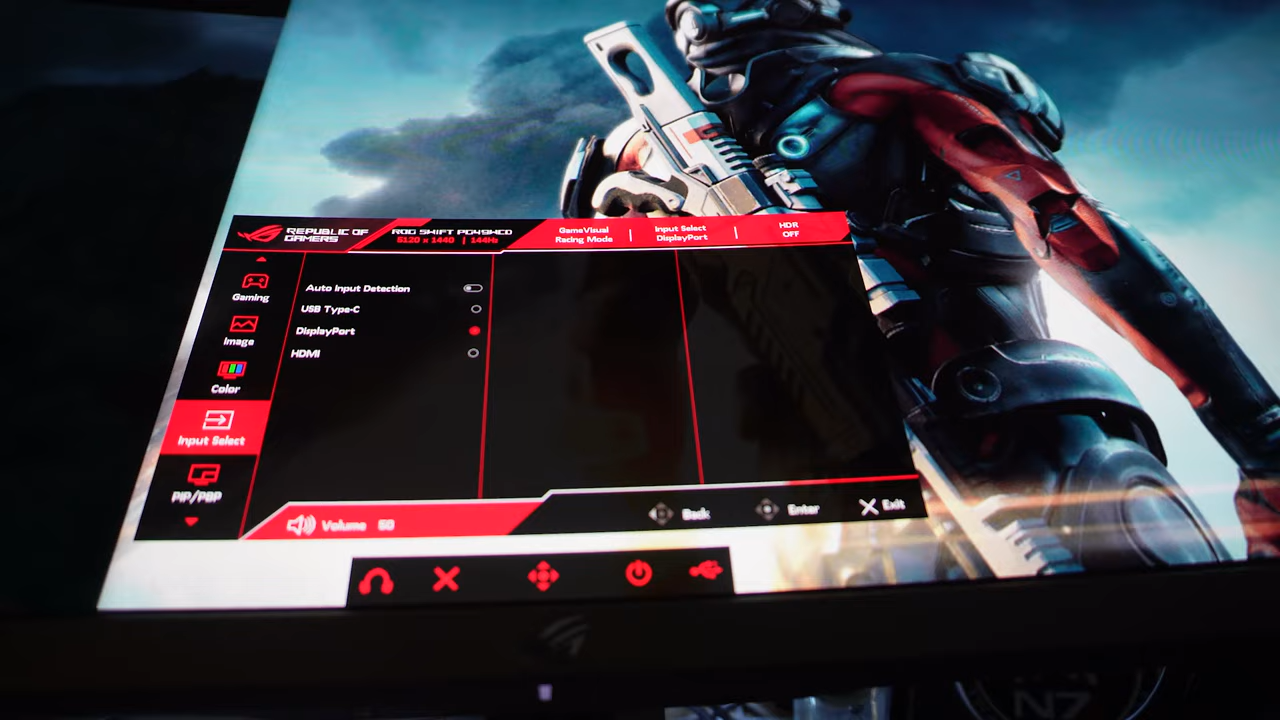 REPUBLIC OF
GAMERS
ROG SWIFT PG49WCD
5120 x 1440 | 144Hz
GameVisual
Racing Mode
Input Select
DisplayPort
HDR
OFF
Gaming
Image
Color
Input Select
PIP/PBP
Auto Input Detection
USB Type-C
DisplayPort
HDMI
Volume 60
Back
Enter
Exit
N7